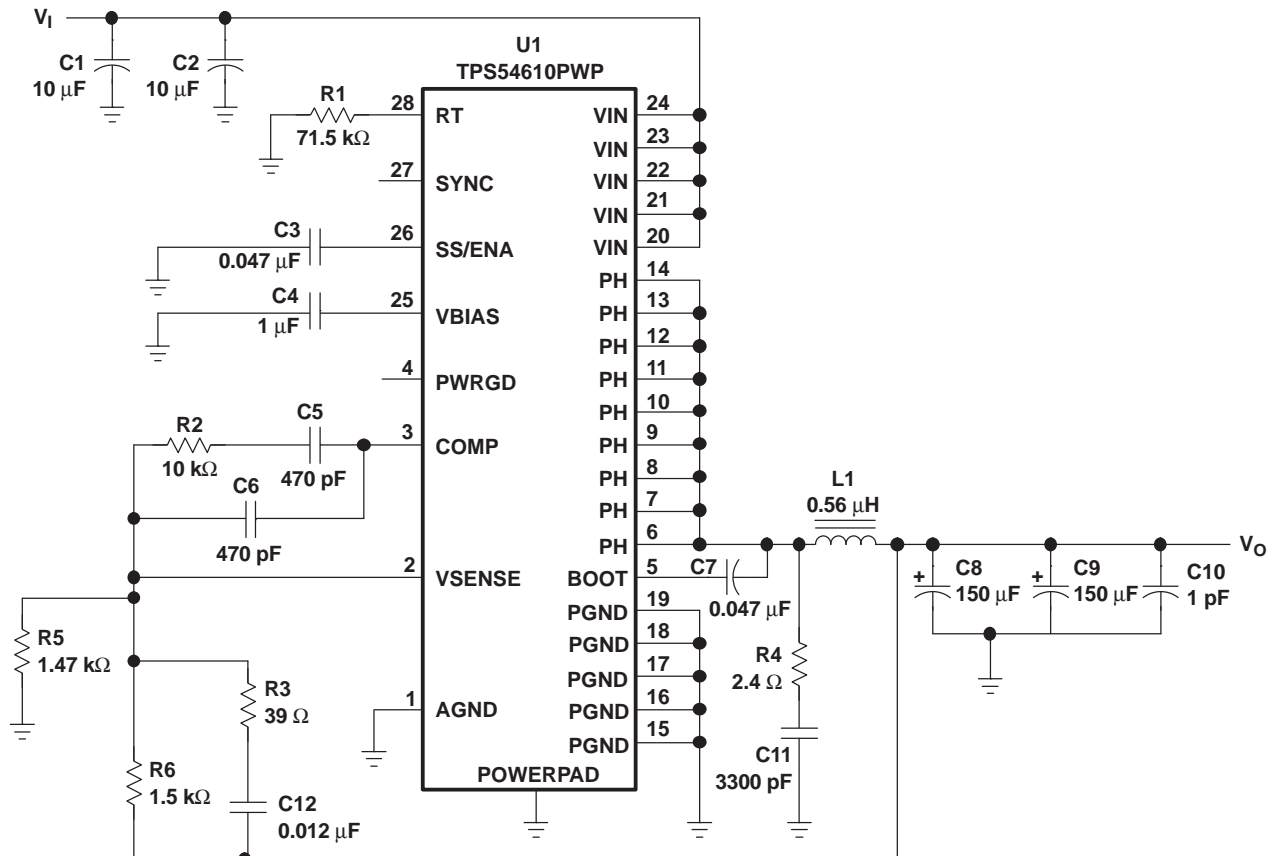 VI
C1
10 μF
C2
10 μF
U1
TPS54610PWP
R1
71.5 kΩ
28
RT
27
SYNC
C3
0.047 μF
26
SS/ENA
C4
1 μF
25
VBIAS
4
PWRGD
R2
10 kΩ
C5
470 pF
3
COMP
C6
470 pF
2
VSENSE
R5
1.47 kΩ
R3
39 Ω
1
AGND
R6
1.5 kΩ
C12
0.012 μF
POWERPAD
VIN 24
VIN 23
VIN 22
VIN 21
VIN 20
PH 14
PH 13
PH 12
PH 11
PH 10
PH 9
PH 8
PH 7
PH 6
BOOT 5
PGND 19
PGND 18
PGND 17
PGND 16
PGND 15
C7
0.047 μF
L1
0.56 μH
R4
2.4 Ω
C11
3300 pF
+
C8
150 μF
+
C9
150 μF
C10
1 pF
VO